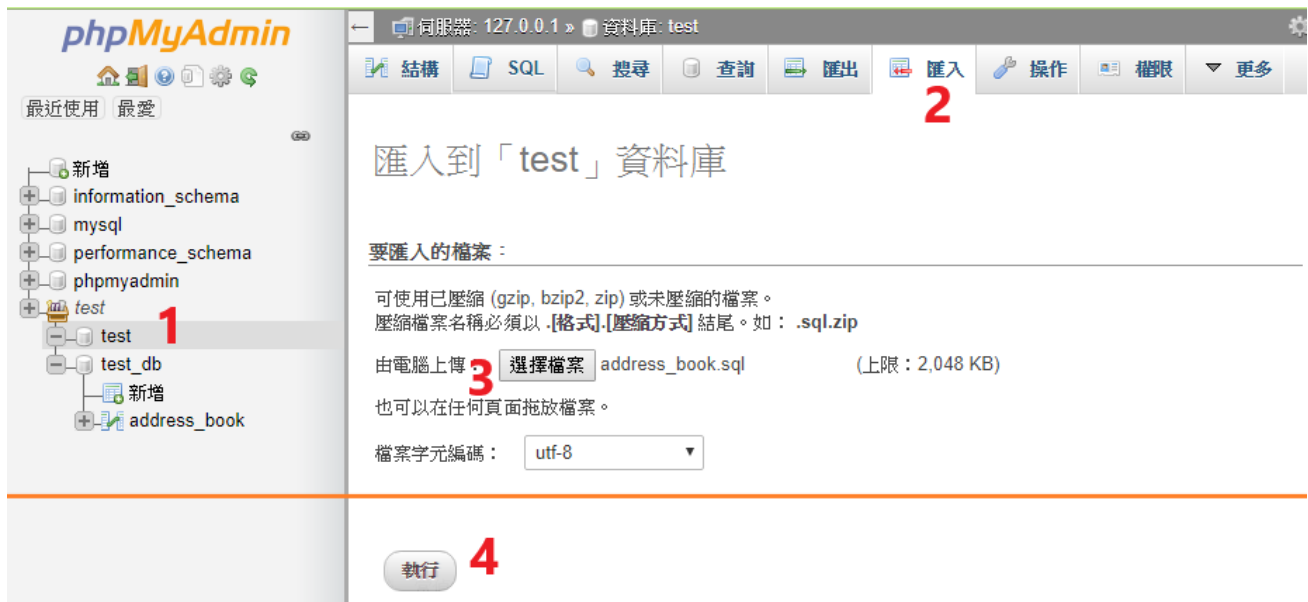 phpMyAdmin
最近使用 最愛
新增
information_schema
mysql
performance_schema
phpmyadmin
test
test
1
test_db
新增
address_book
伺服器: 127.0.0.1 » 資料庫: test
結構 SQL 搜尋 查詢 匯出 匯入 操作 權限 更多
2
匯入到「test」資料庫
要匯入的檔案：
可使用已壓縮 (gzip, bzip2, zip) 或未壓縮的檔案。
壓縮檔案名稱必須以 .[格式].[壓縮方式] 結尾。如： .sql.zip
由電腦上傳： 選擇檔案 address_book.sql (上限：2,048 KB)
3
也可以在任何頁面拖放檔案。
檔案字元編碼： utf-8
執行 4